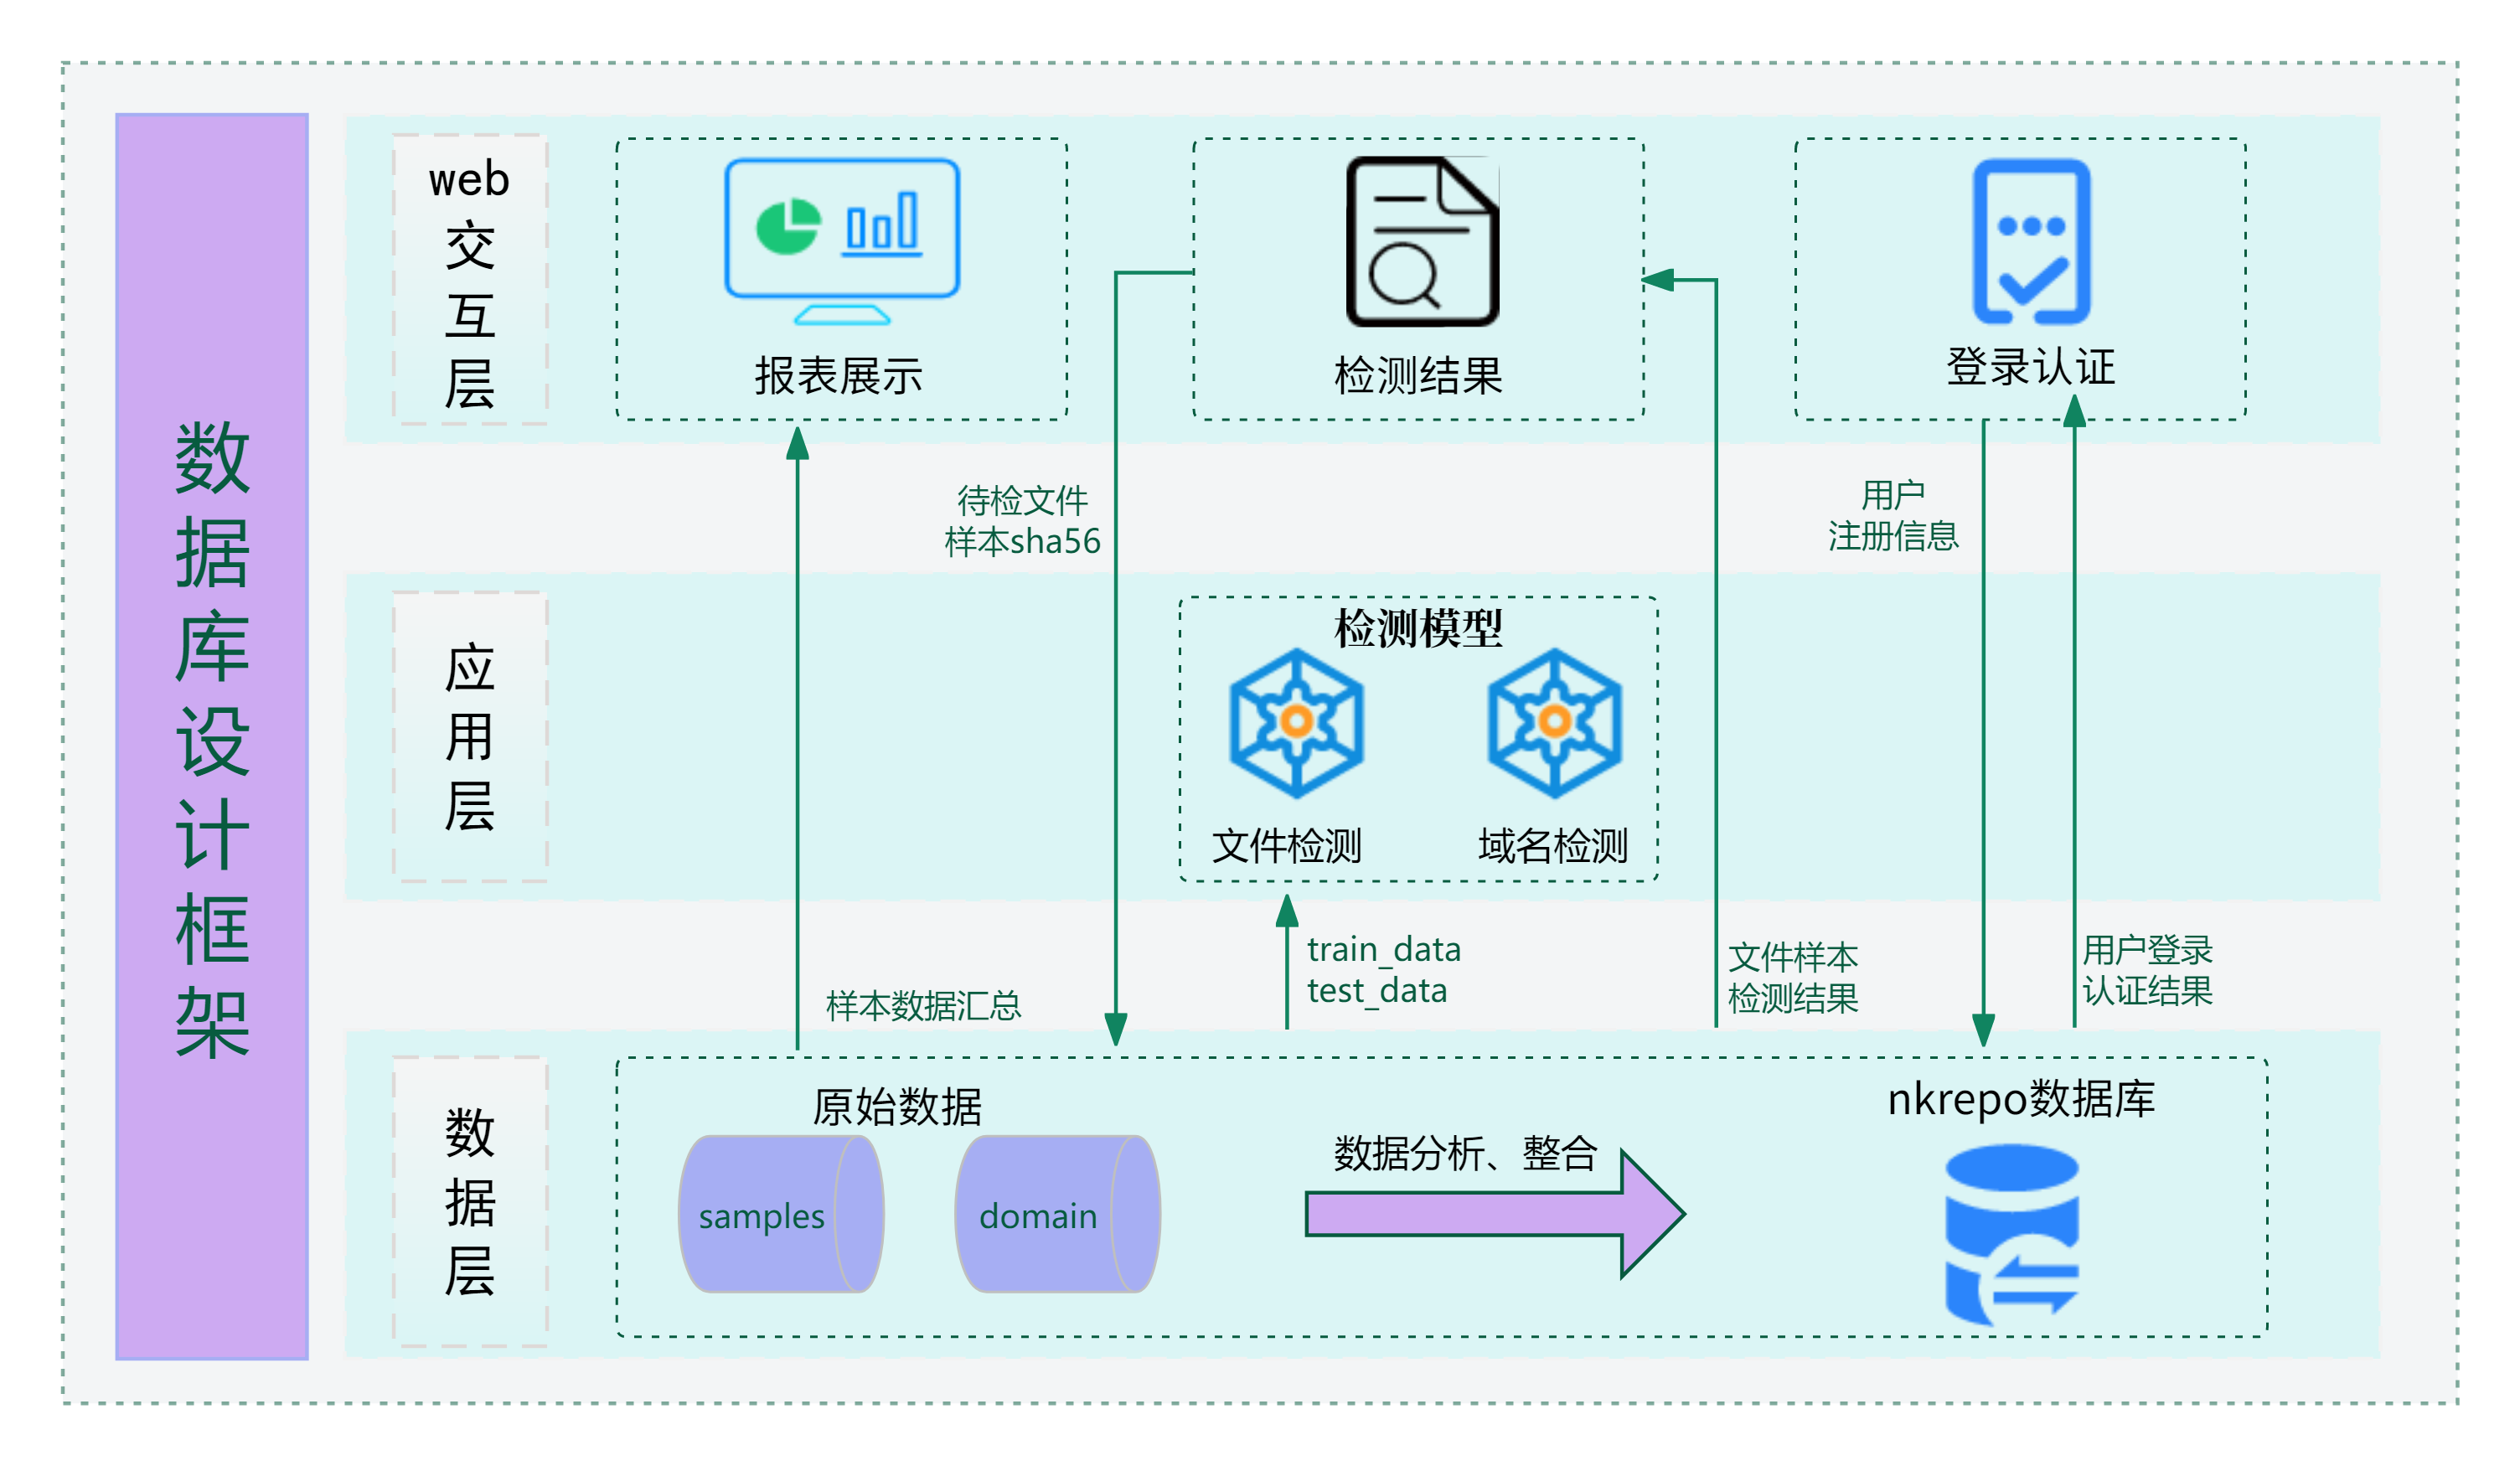 数据库设计框架
web交互层
报表展示
检测结果
登录认证
待检文件
样本sha56
用户
注册信息
应用层
检测模型
文件检测
域名检测
样本数据汇总
train_data
test_data
文件样本
检测结果
用户登录
认证结果
数据层
原始数据
samples
domain
数据分析、整合
nkrepo数据库